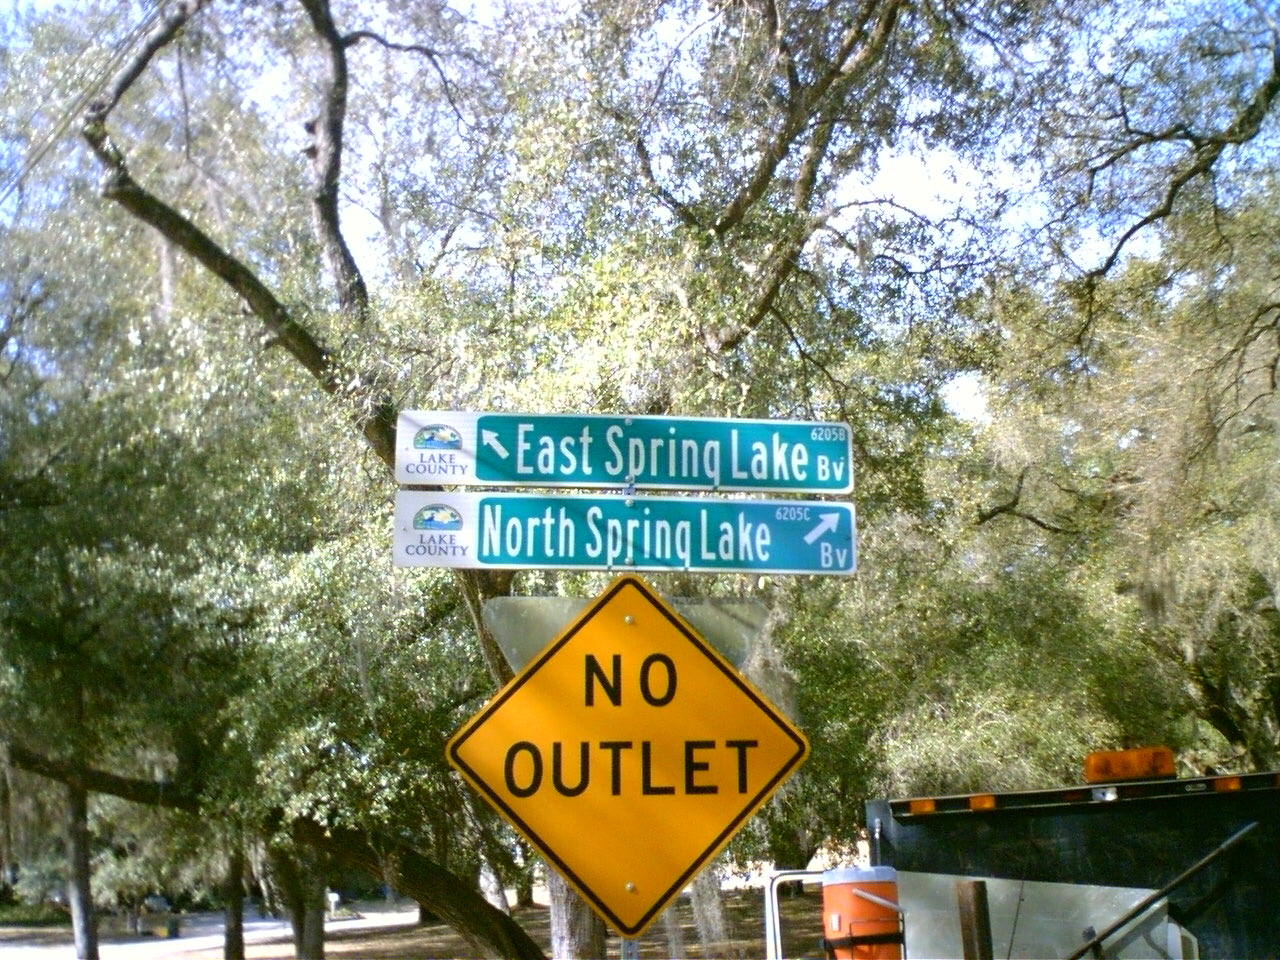 LAKE
COUNTY
East Spring Lake Bv
6205B
LAKE
COUNTY
North Spring Lake Bv
6205C
NO
OUTLET